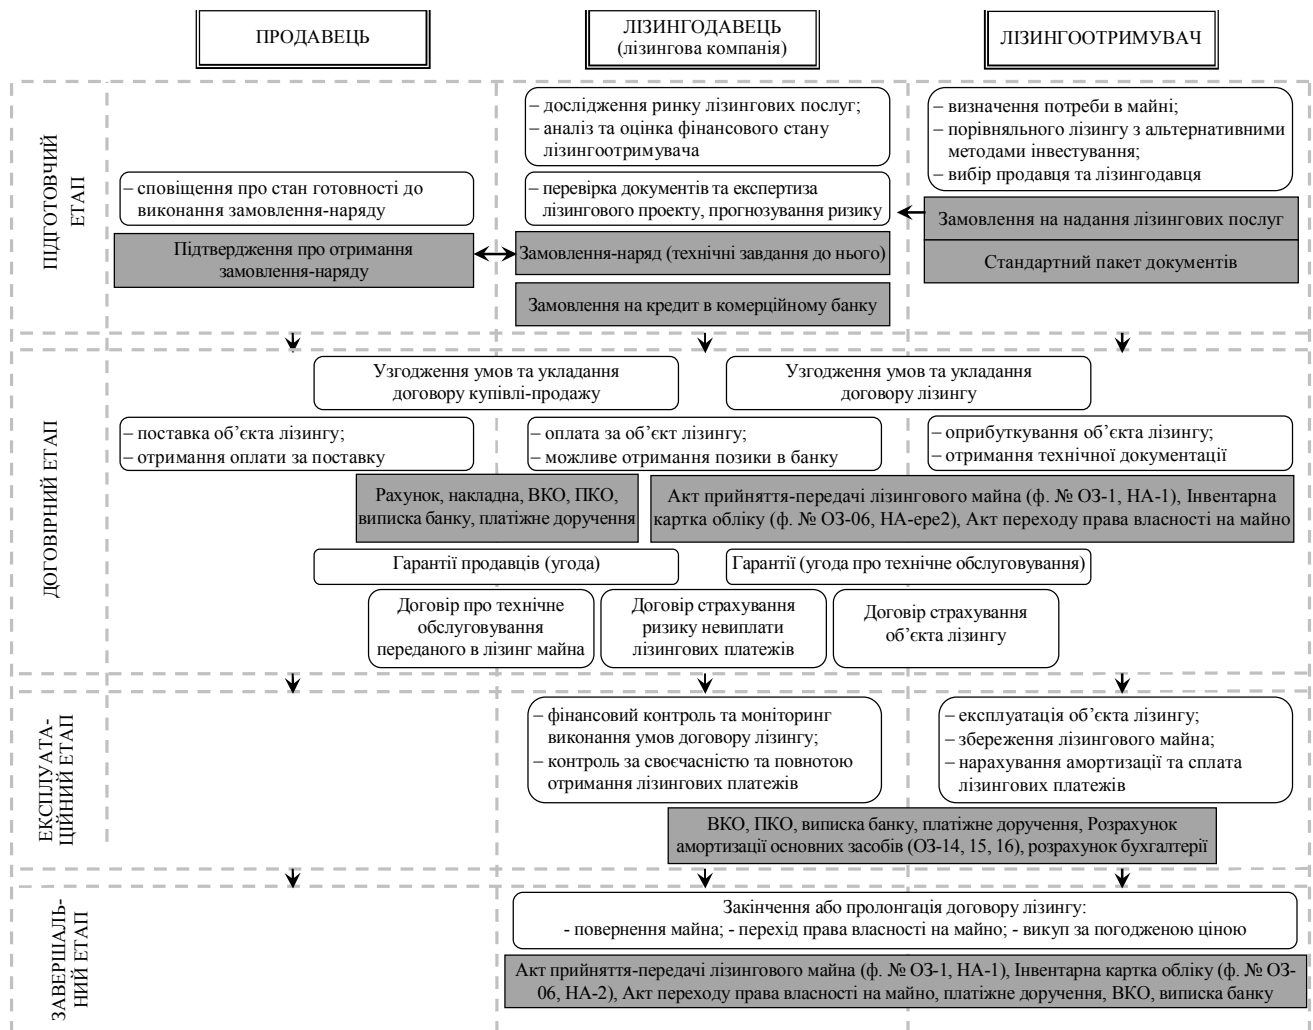 ПРОДАВЕЦЬ
ЛІЗИНГОДАВЕЦЬ
(лізингова компанія)
ЛІЗИНГООТРИМУВАЧ
ПІДГОТОВЧИЙ
ЕТАП
– сповіщення про стан готовності до
виконання замовлення-наряду
Підтвердження про отримання
замовлення-наряду
– дослідження ринку лізингових послуг;
– аналіз та оцінка фінансового стану
лізингоотримувача
– перевірка документів та експертиза
лізингового проекту, прогнозування ризику
Замовлення-наряд (технічні завдання до нього)
Замовлення на кредит в комерційному банку
– визначення потреби в майні;
– порівняльного лізингу з альтернативними
методами інвестування;
– вибір продавця та лізингодавця
Замовлення на надання лізингових послуг
Стандартний пакет документів
ДОГОВІРНИЙ ЕТАП
Узгодження умов та укладання
договору купівлі-продажу
Узгодження умов та укладання
договору лізингу
– поставка об’єкта лізингу;
– отримання оплати за поставку
– оплата за об’єкт лізингу;
– можливе отримання позики в банку
– оприбуткування об’єкта лізингу;
– отримання технічної документації
Рахунок, накладна, ВКО, ПКО,
виписка банку, платіжне доручення
Акт прийняття-передачі лізингового майна (ф. № ОЗ-1, НА-1), Інвентарна
картка обліку (ф. № ОЗ-06, НА-ере2), Акт переходу права власності на майно
Гарантії продавців (угода)
Гарантії (угода про технічне обслуговування)
Договір про технічне
обслуговування
переданого в лізинг майна
Договір страхування
ризику невиплати
лізингових платежів
Договір страхування
об’єкта лізингу
ЕКСПЛУАТА-
ЦІЙНИЙ ЕТАП
– фінансовий контроль та моніторинг
виконання умов договору лізингу;
– контроль за своєчасністю та повнотою
отримання лізингових платежів
– експлуатація об’єкта лізингу;
– збереження лізингового майна;
– нарахування амортизації та сплата
лізингових платежів
ВКО, ПКО, виписка банку, платіжне доручення, Розрахунок
амортизації основних засобів (ОЗ-14, 15, 16), розрахунок бухгалтерії
ЗАВЕРШАЛЬ-
НИЙ ЕТАП
Закінчення або пролонгація договору лізингу:
- повернення майна; - перехід права власності на майно; - викуп за погодженою ціною
Акт прийняття-передачі лізингового майна (ф. № ОЗ-1, НА-1), Інвентарна картка обліку (ф. № ОЗ-
06, НА-2), Акт переходу права власності на майно, платіжне доручення, ВКО, виписка банку